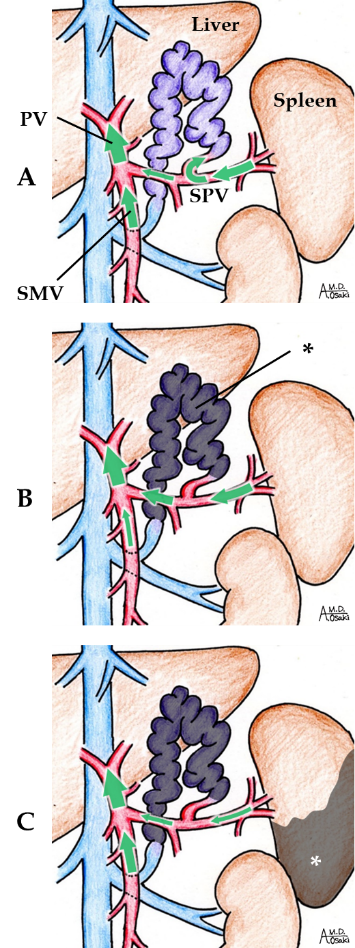 Liver
Spleen
PV
A
SPV
SMV
A M.D. OSaki
*
B
A M.D. OSaki
C
*
A M.D. OSaki